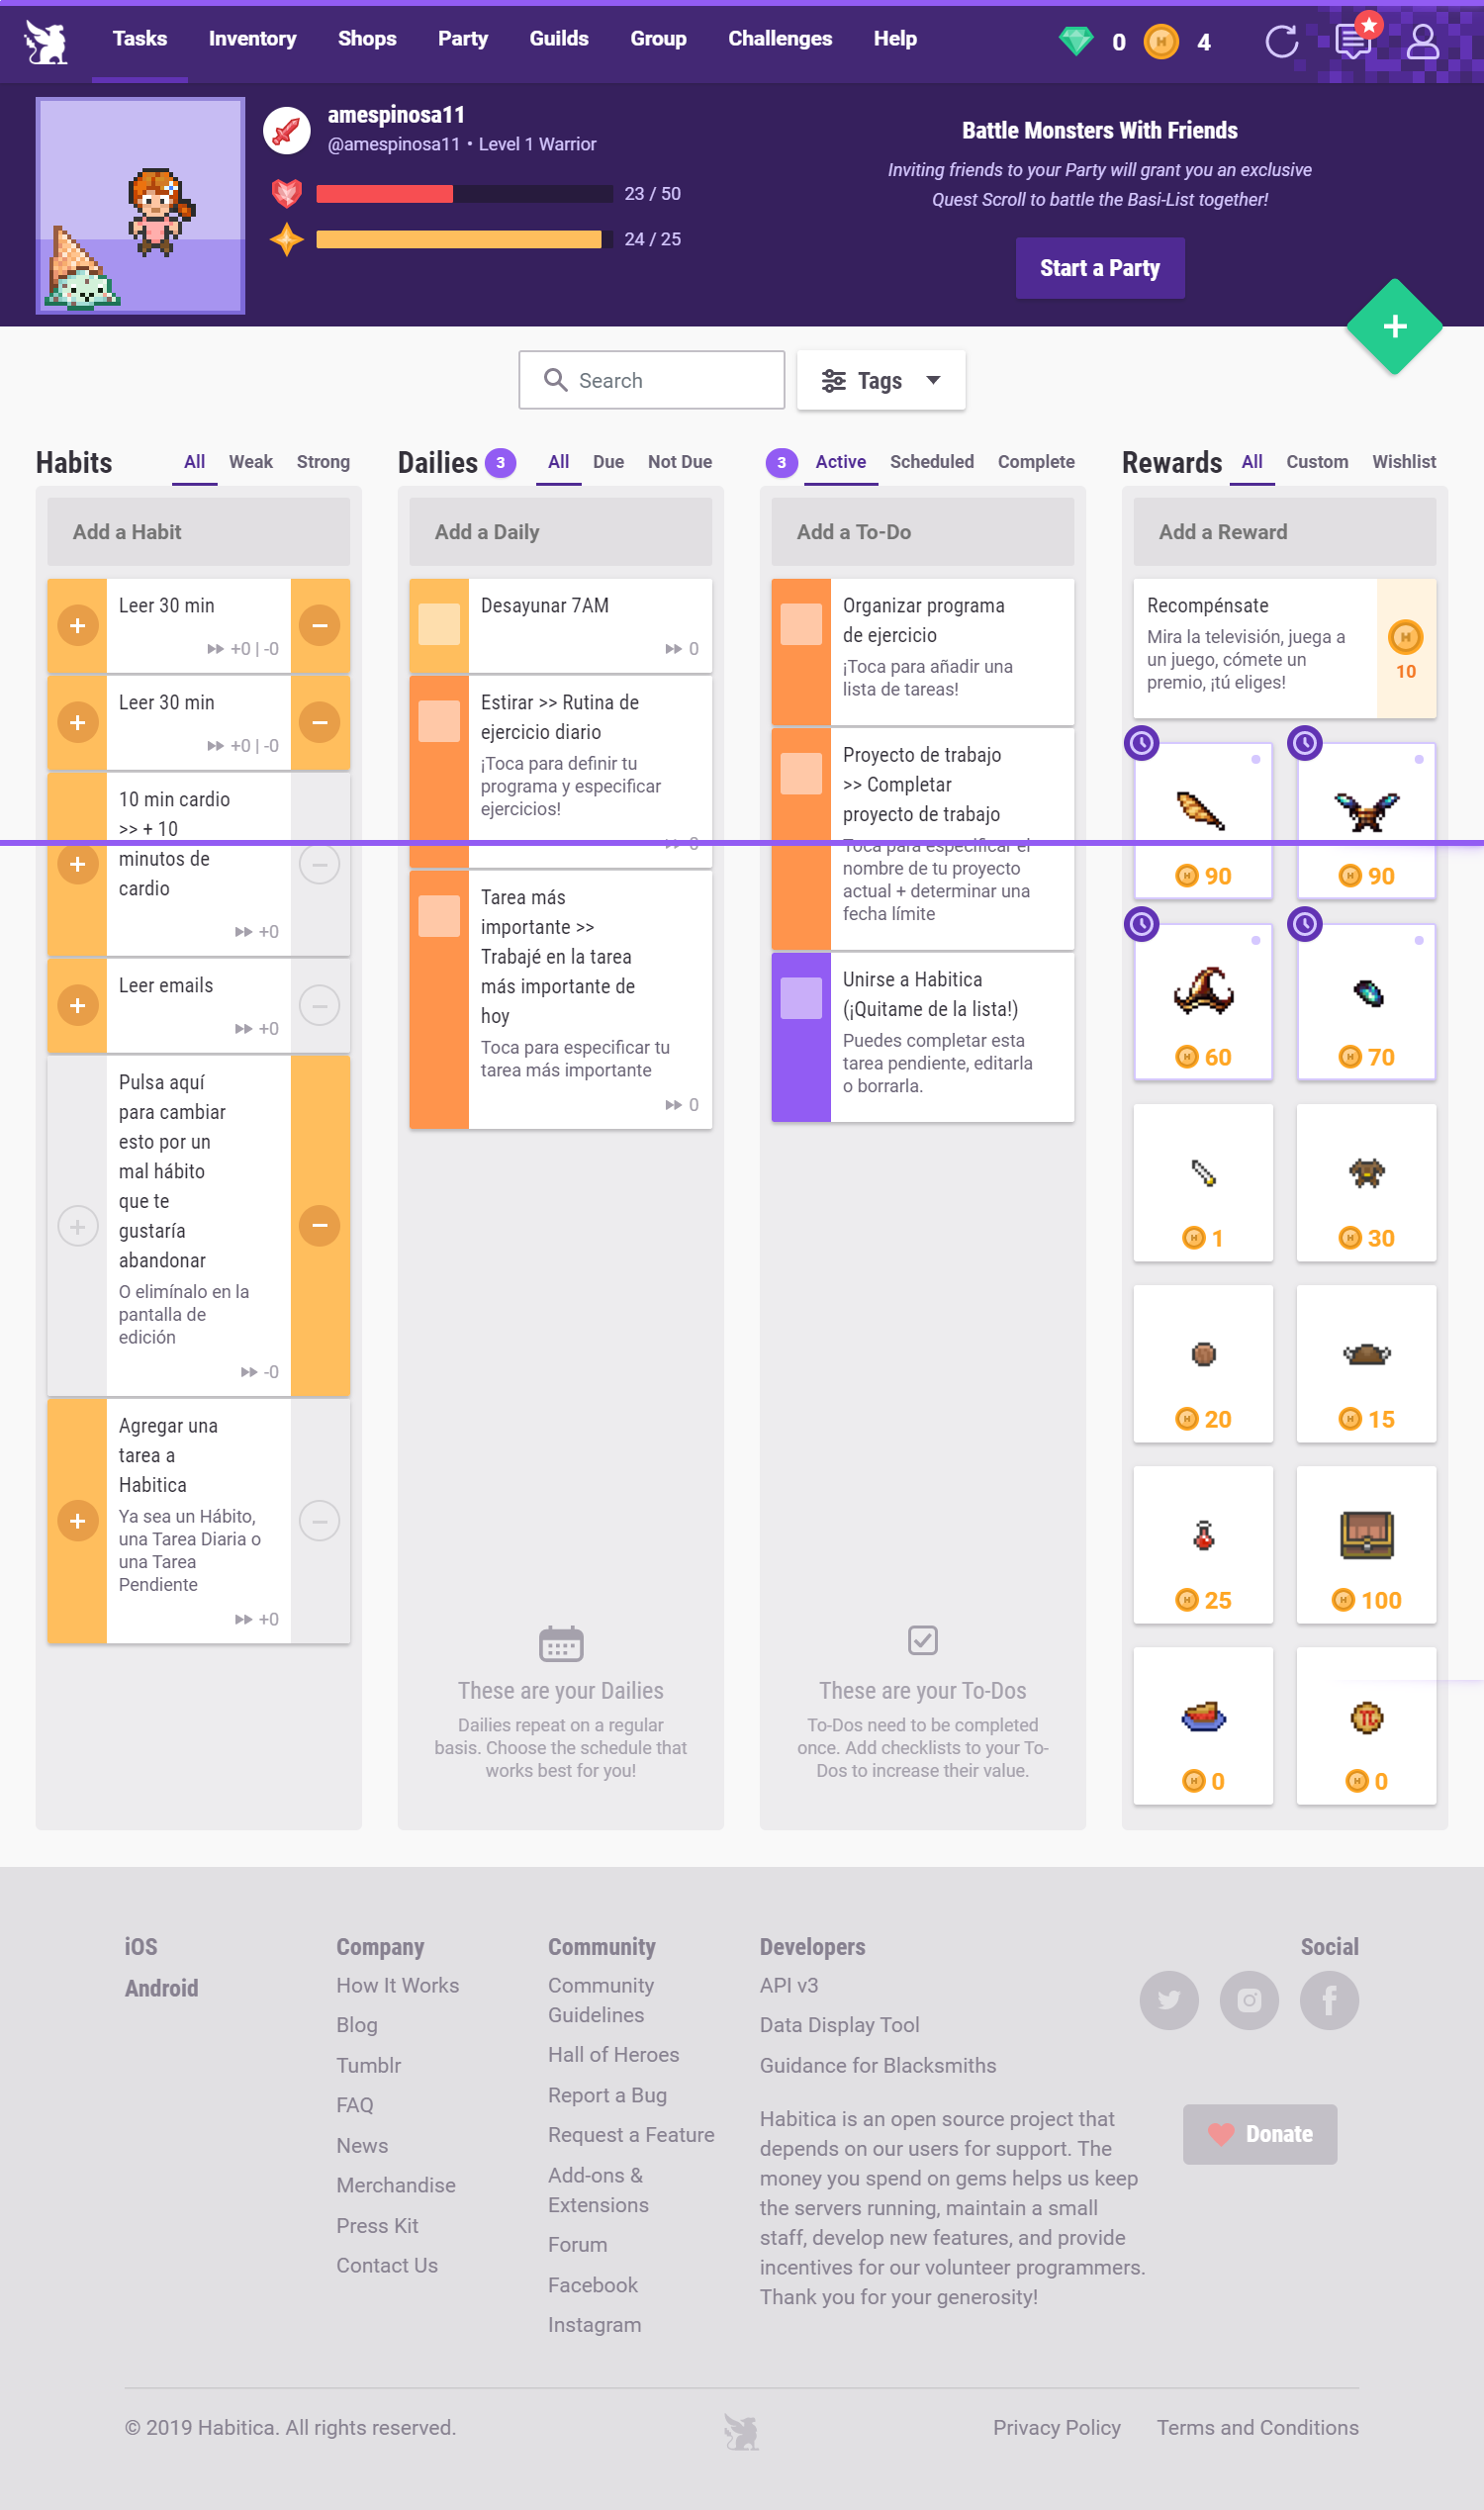 Tasks Inventory Shops Party Guilds Group Challenges Help 0 4
amespinosa11
@amespinosa11 • Level 1 Warrior
23 / 50
24 / 25
Battle Monsters With Friends
Inviting friends to your Party will grant you an exclusive
Quest Scroll to battle the Basi-List together!
Start a Party
+
Search
Tags
Habits All Weak Strong
Add a Habit
Leer 30 min
+0 | -0
Leer 30 min
+0 | -0
10 min cardio
>> + 10
minutos de
cardio
+0
Leer emails
+0
Pulsa aquí
para cambiar
esto por un
mal hábito
que te
gustaría
abandonar
O elimínalo en la
pantalla de
edición
-0
Agregar una
tarea a
Habitica
Ya sea un Hábito,
una Tarea Diaria o
una Tarea
Pendiente
+0
Dailies 3 All Due Not Due
Add a Daily
Desayunar 7AM
0
Estirar >> Rutina de
ejercicio diario
¡Toca para definir tu
programa y especificar
ejercicios!
0
Tarea más
importante >>
Trabajé en la tarea
más importante de
hoy
Toca para especificar tu
tarea más importante
0
These are your Dailies
Dailies repeat on a regular
basis. Choose the schedule that
works best for you!
3 Active Scheduled Complete
Add a To-Do
Organizar programa
de ejercicio
¡Toca para añadir una
lista de tareas!
Proyecto de trabajo
>> Completar
proyecto de trabajo
Toca para especificar el
nombre de tu proyecto
actual + determinar una
fecha límite
Unirse a Habitica
(¡Quitame de la lista!)
Puedes completar esta
tarea pendiente, editarla
o borrarla.
These are your To-Dos
To-Dos need to be completed
once. Add checklists to your To-
Dos to increase their value.
Rewards All Custom Wishlist
Add a Reward
Recompénsate
Mira la televisión, juega a
un juego, cómete un
premio, ¡tú eliges!
10
90 90
60 70
1 30
20 15
25 100
0 0
iOS
Android
Company
How It Works
Blog
Tumblr
FAQ
News
Merchandise
Press Kit
Contact Us
Community
Community
Guidelines
Hall of Heroes
Report a Bug
Request a Feature
Add-ons &
Extensions
Forum
Facebook
Instagram
Developers
API v3
Data Display Tool
Guidance for Blacksmiths
Habitica is an open source project that
depends on our users for support. The
money you spend on gems helps us keep
the servers running, maintain a small
staff, develop new features, and provide
incentives for our volunteer programmers.
Thank you for your generosity!
Social
Donate
© 2019 Habitica. All rights reserved.
Privacy Policy Terms and Conditions